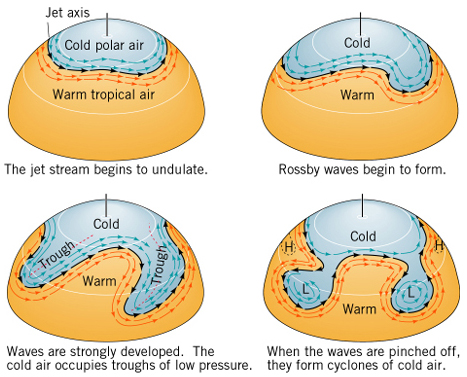 Jet axis
Cold polar air
Warm tropical air
The jet stream begins to undulate.
Cold
Warm
Rossby waves begin to form.
Cold
Trough
Trough
Warm
Waves are strongly developed. The
cold air occupies troughs of low pressure.
H
Cold
H
L
L
Warm
When the waves are pinched off,
they form cyclones of cold air.